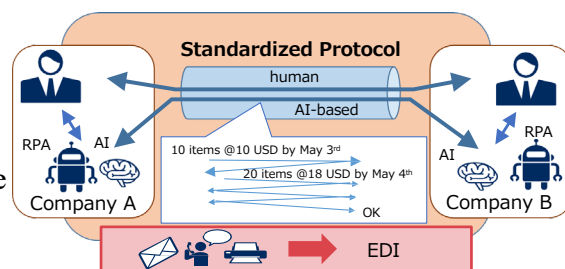 Standardized Protocol
human
AI-based
RPA
AI
Company A
10 items @10 USD by May 3rd
20 items @18 USD by May 4th
OK
RPA
AI
Company B
EDI
e